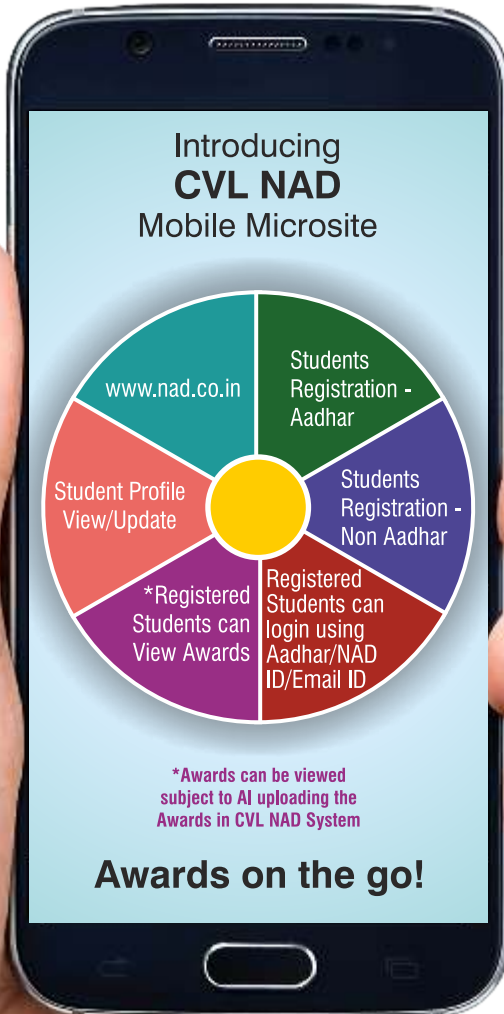 Introducing
CVL NAD
Mobile Microsite
www.nad.co.in
Students
Registration -
Aadhar
Students
Registration -
Non Aadhar
Registered
Students can
login using
Aadhar/NAD
ID/Email ID
*Registered
Students can
View Awards
Student Profile
View/Update
*Awards can be viewed
subject to AI uploading the
Awards in CVL NAD System
Awards on the go!